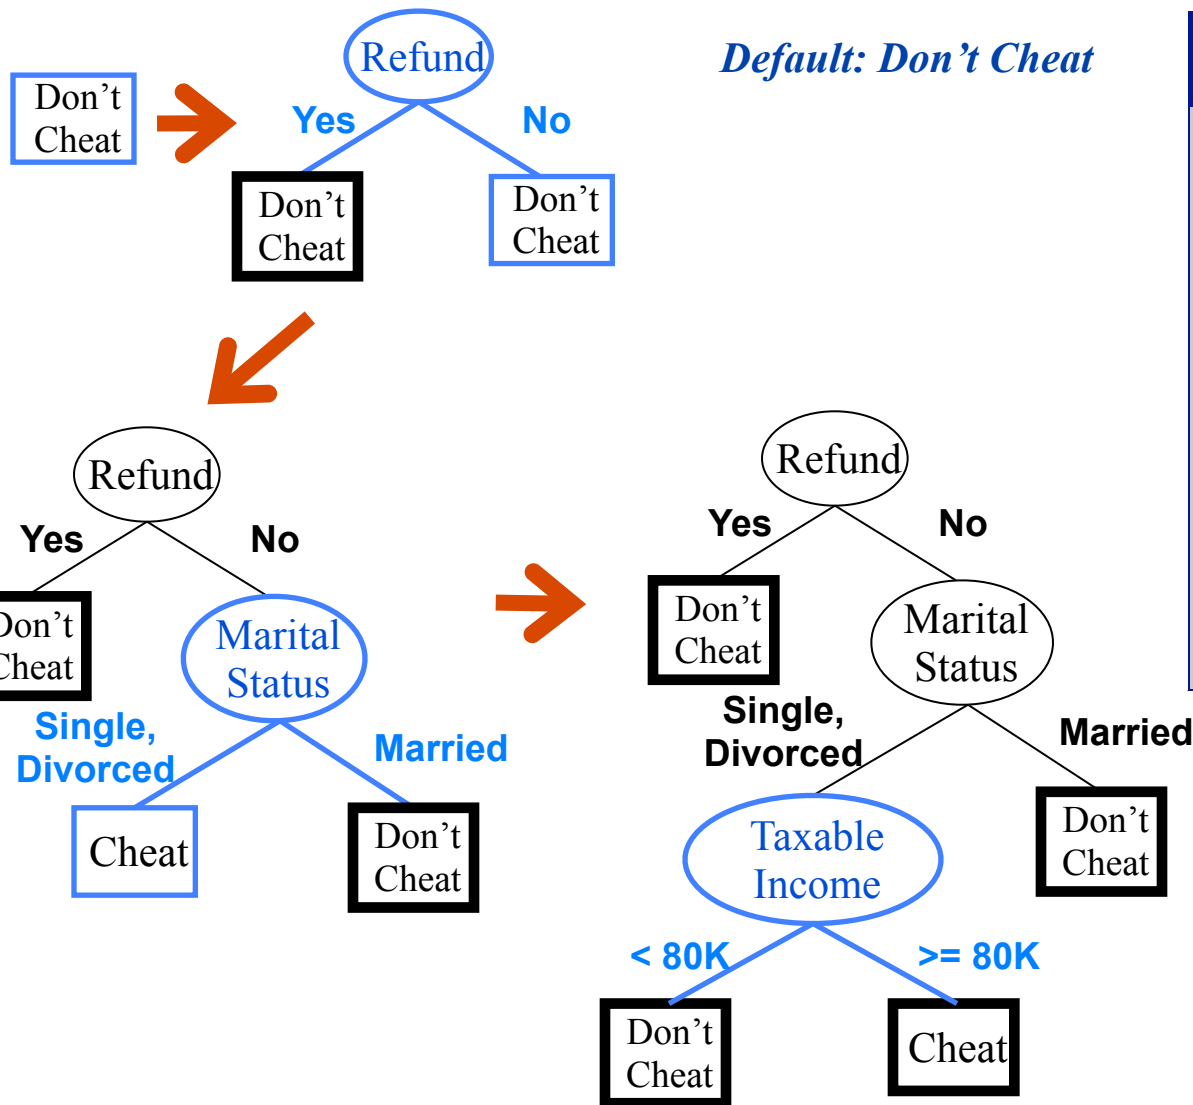 Default: Don't Cheat
Don't
Cheat
Refund
Yes
No
Don't
Cheat
Don't
Cheat
Refund
Yes
No
Don't
Cheat
Marital
Status
Single,
Divorced
Married
Cheat
Don't
Cheat
Refund
Yes
No
Don't
Cheat
Marital
Status
Single,
Divorced
Married
Taxable
Income
Don't
Cheat
< 80K
>= 80K
Don't
Cheat
Cheat